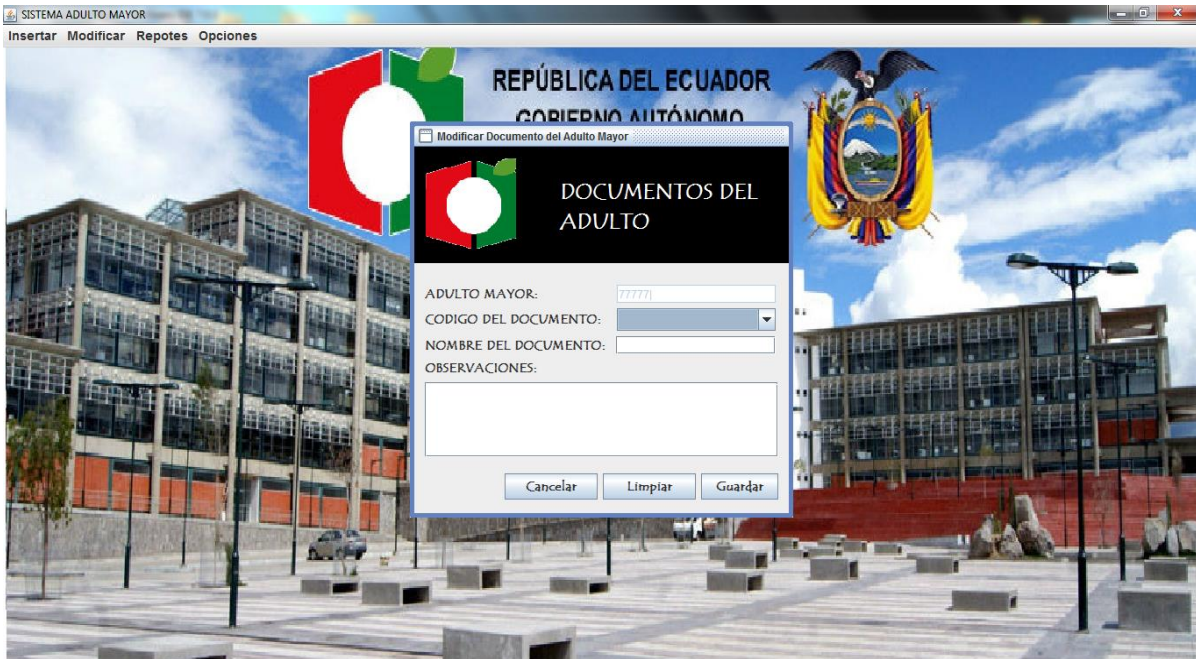 SISTEMA ADULTO MAYOR
Insertar Modificar Repotes Opciones
REPÚBLICA DEL ECUADOR
GOBIERNO AUTÓNOMO
Modificar Documento del Adulto Mayor
DOCUMENTOS DEL
ADULTO
ADULTO MAYOR: 77777
CODIGO DEL DOCUMENTO:
NOMBRE DEL DOCUMENTO:
OBSERVACIONES:
Cancelar Limpiar Guardar